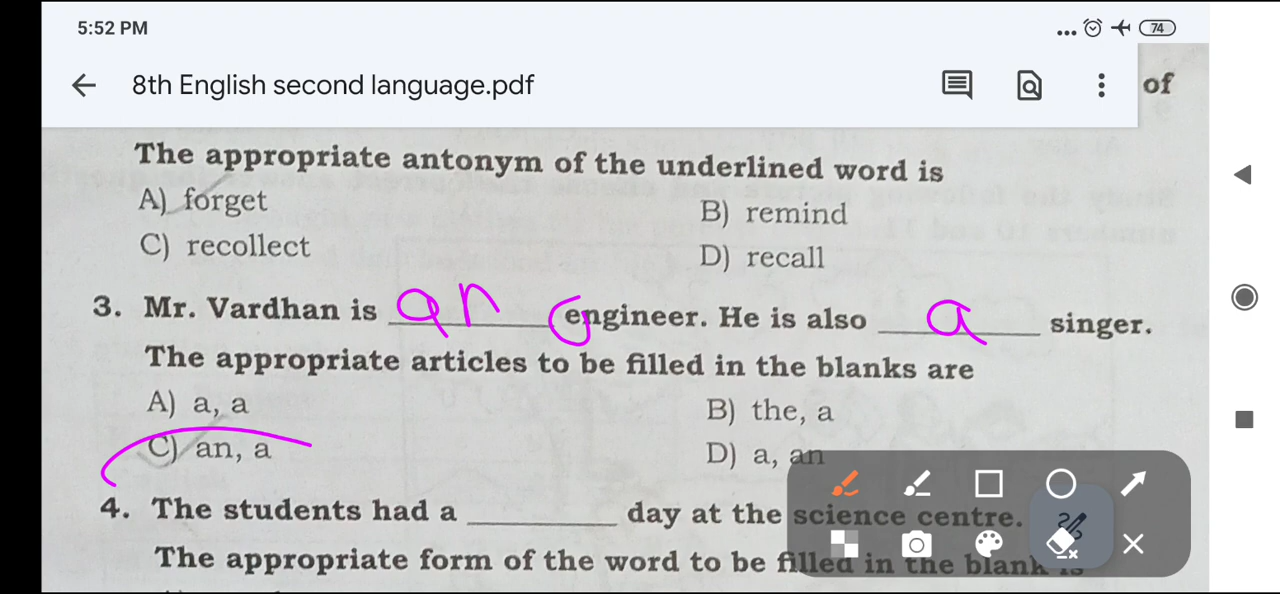 5:52 PM
74
8th English second language.pdf
of
The appropriate antonym of the underlined word is
A) forget
B) remind
C) recollect
D) recall
3. Mr. Vardhan is an engineer. He is also a singer.
The appropriate articles to be filled in the blanks are
A) a, a
B) the, a
C) an, a
D) a, an
4. The students had a ________ day at the science centre.
The appropriate form of the word to be filled in the blank is